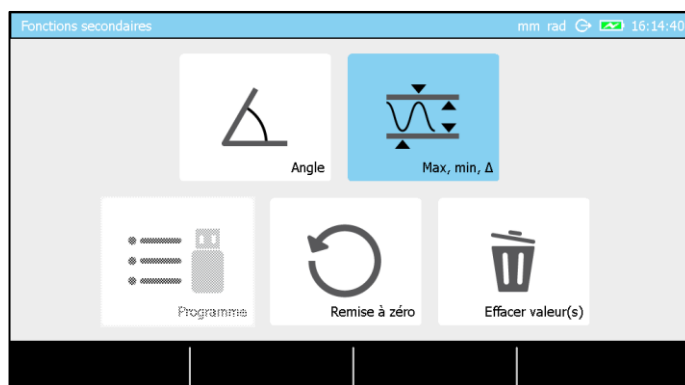 Fonctions secondaires
mm rad 16:14:40
Angle
Max, min, Δ
Programme
Remise à zéro
Effacer valeur(s)